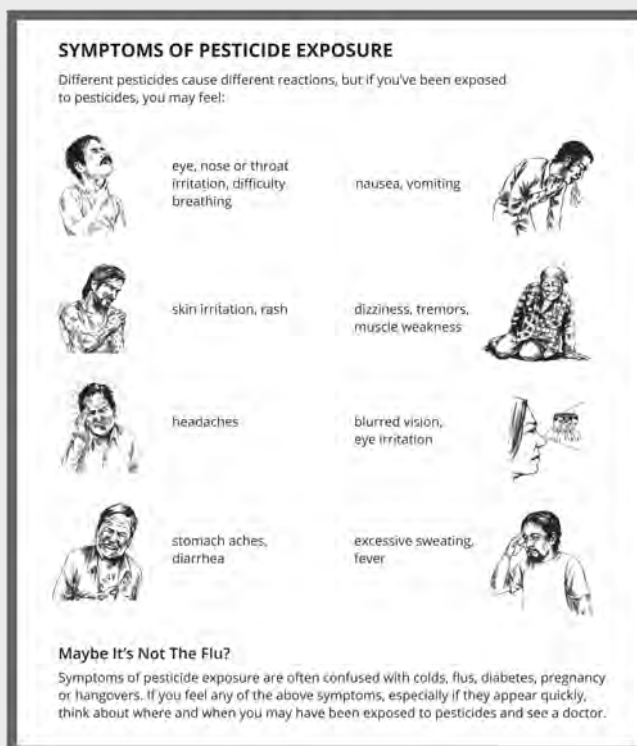 SYMPTOMS OF PESTICIDE EXPOSURE
Different pesticides cause different reactions, but if you've been exposed
to pesticides, you may feel:
eye, nose or throat
irritation, difficulty
breathing
nausea, vomiting
skin irritation, rash
dizziness, tremors,
muscle weakness
headaches
blurred vision,
eye irritation
stomach aches,
diarrhea
excessive sweating,
fever
Maybe It's Not The Flu?
Symptoms of pesticide exposure are often confused with colds, flus, diabetes, pregnancy
or hangovers. If you feel any of the above symptoms, especially if they appear quickly,
think about where and when you may have been exposed to pesticides and see a doctor.